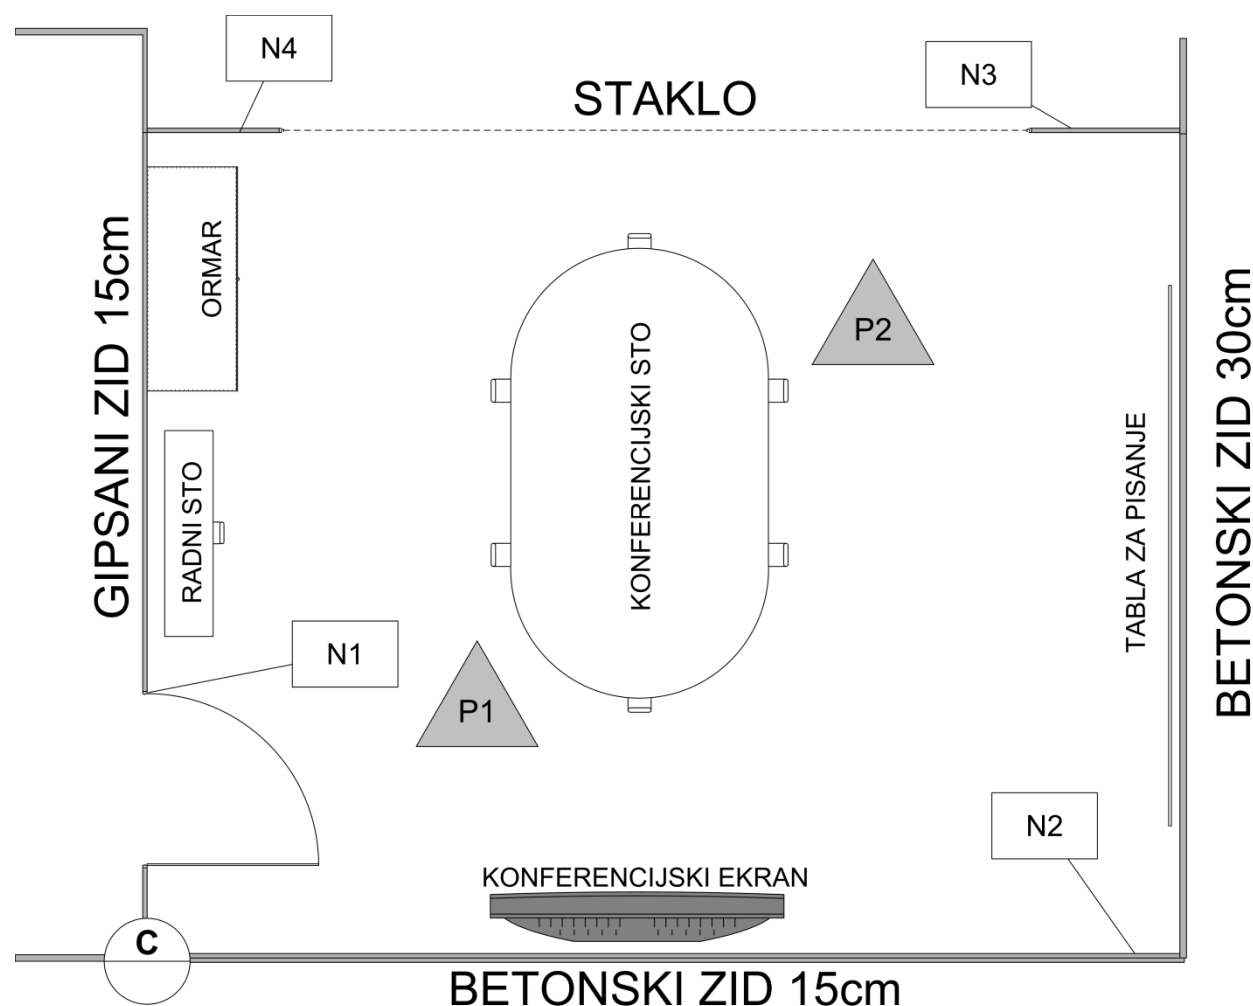 N4
N3
STAKLO
GIPSANI ZID 15cm
ORMAR
KONFERENCIJSKI STO
P2
BETONSKI ZID 30cm
TABLA ZA PISANJE
RADNI STO
N1
P1
N2
KONFERENCIJSKI EKRAN
C
BETONSKI ZID 15cm